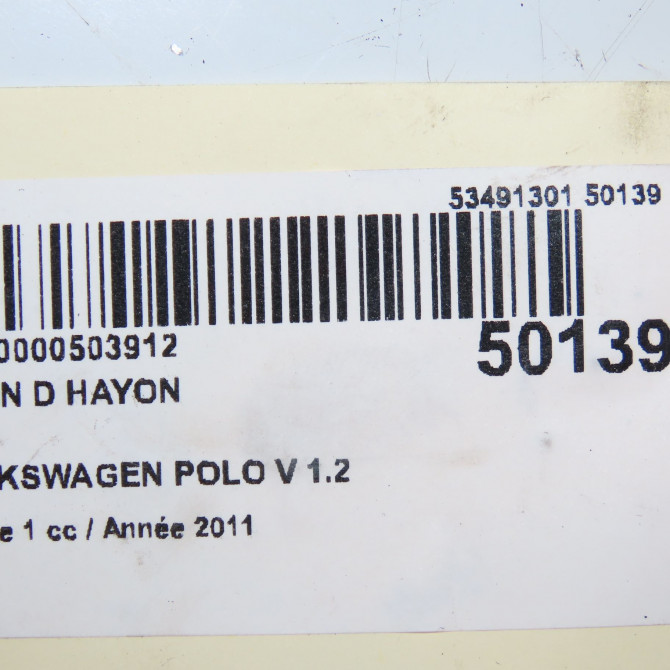 53491301 50139
0000503912
50139
N D HAYON
KSWAGEN POLO V 1.2
e 1 cc / Année 2011